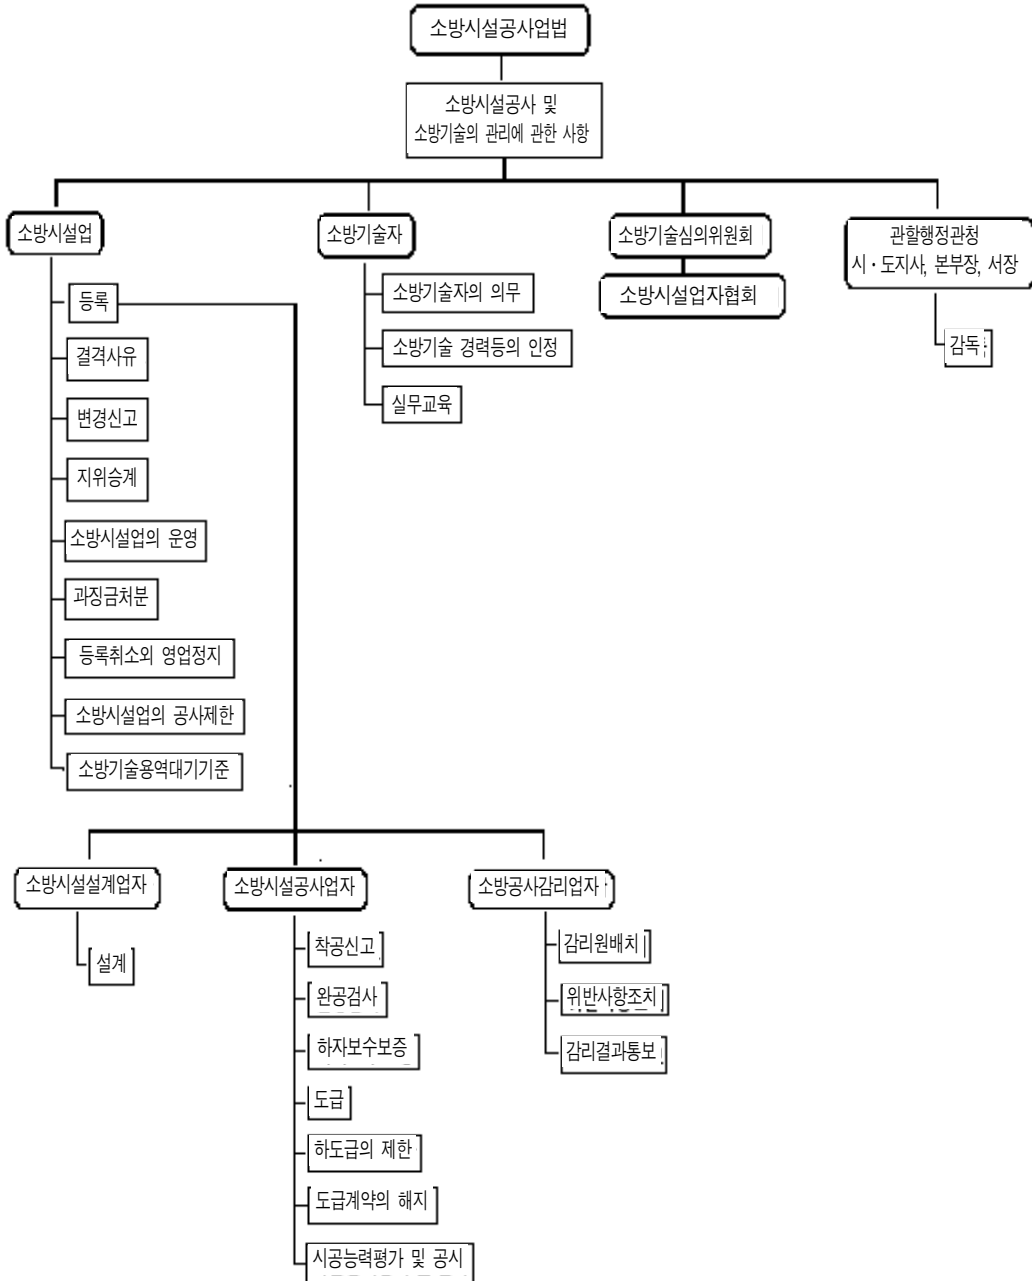 소방시설공사업법
소방시설공사 및
소방기술의 관리에 관한 사항
소방시설업
등록
결격사유
변경신고
지위승계
소방시설업의 운영
과징금처분
등록취소외 영업정지
소방시설업의 공사제한
소방기술용역대기기준
소방기술자
소방기술자의 의무
소방기술 경력등의 인정
실무교육
소방기술심의위원회
소방시설업자협회
관할행정관청
시·도지사, 본부장, 서장
감독
소방시설설계업자
설계
소방시설공사업자
착공신고
완공검사
하자보수보증
도급
하도급의 제한
도급계약의 해지
시공능력평가 및 공시
소방공사감리업자
감리원배치
위반사항조치
감리결과통보